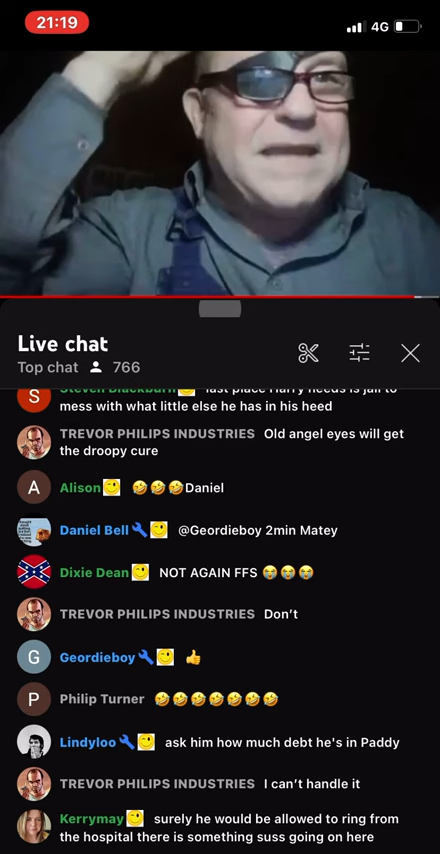 21:19
4G
Live chat
Top chat 766
S Steven Blackburn last place Harry needs is jail to
mess with what little else he has in his heed
TREVOR PHILIPS INDUSTRIES Old angel eyes will get
the droopy cure
A Alison 🤣🤣🤣Daniel
Daniel Bell @Geordieboy 2min Matey
Dixie Dean NOT AGAIN FFS 😭😭😭
TREVOR PHILIPS INDUSTRIES Don't
G Geordieboy 👍
P Philip Turner 🤣🤣🤣🤣🤣🤣🤣
Lindyloo ask him how much debt he's in Paddy
TREVOR PHILIPS INDUSTRIES I can't handle it
Kerrymay surely he would be allowed to ring from
the hospital there is something suss going on here